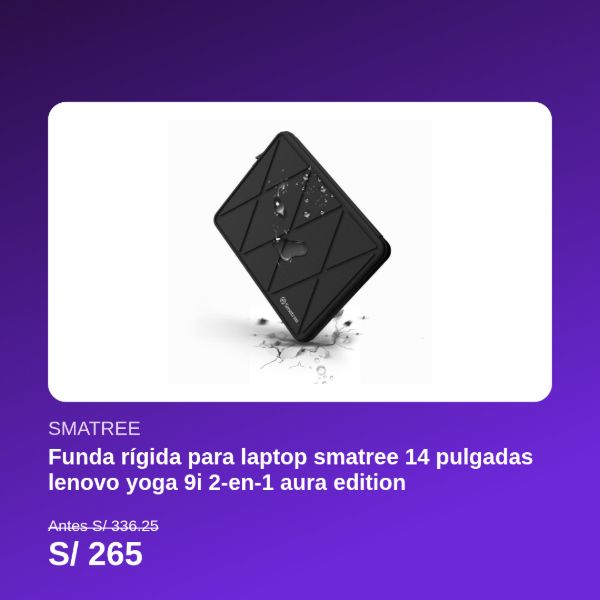 Smatree
SMATREE
Funda rígida para laptop smatree 14 pulgadas
lenovo yoga 9i 2-en-1 aura edition
Antes S/ 336.25
S/ 265